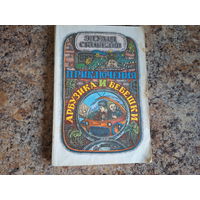 ЭДУАРД
СКОБЕЛЕВ
ПРИКЛЮЧЕНИЯ
АРБУЗИКА И БЕБЕШКИ